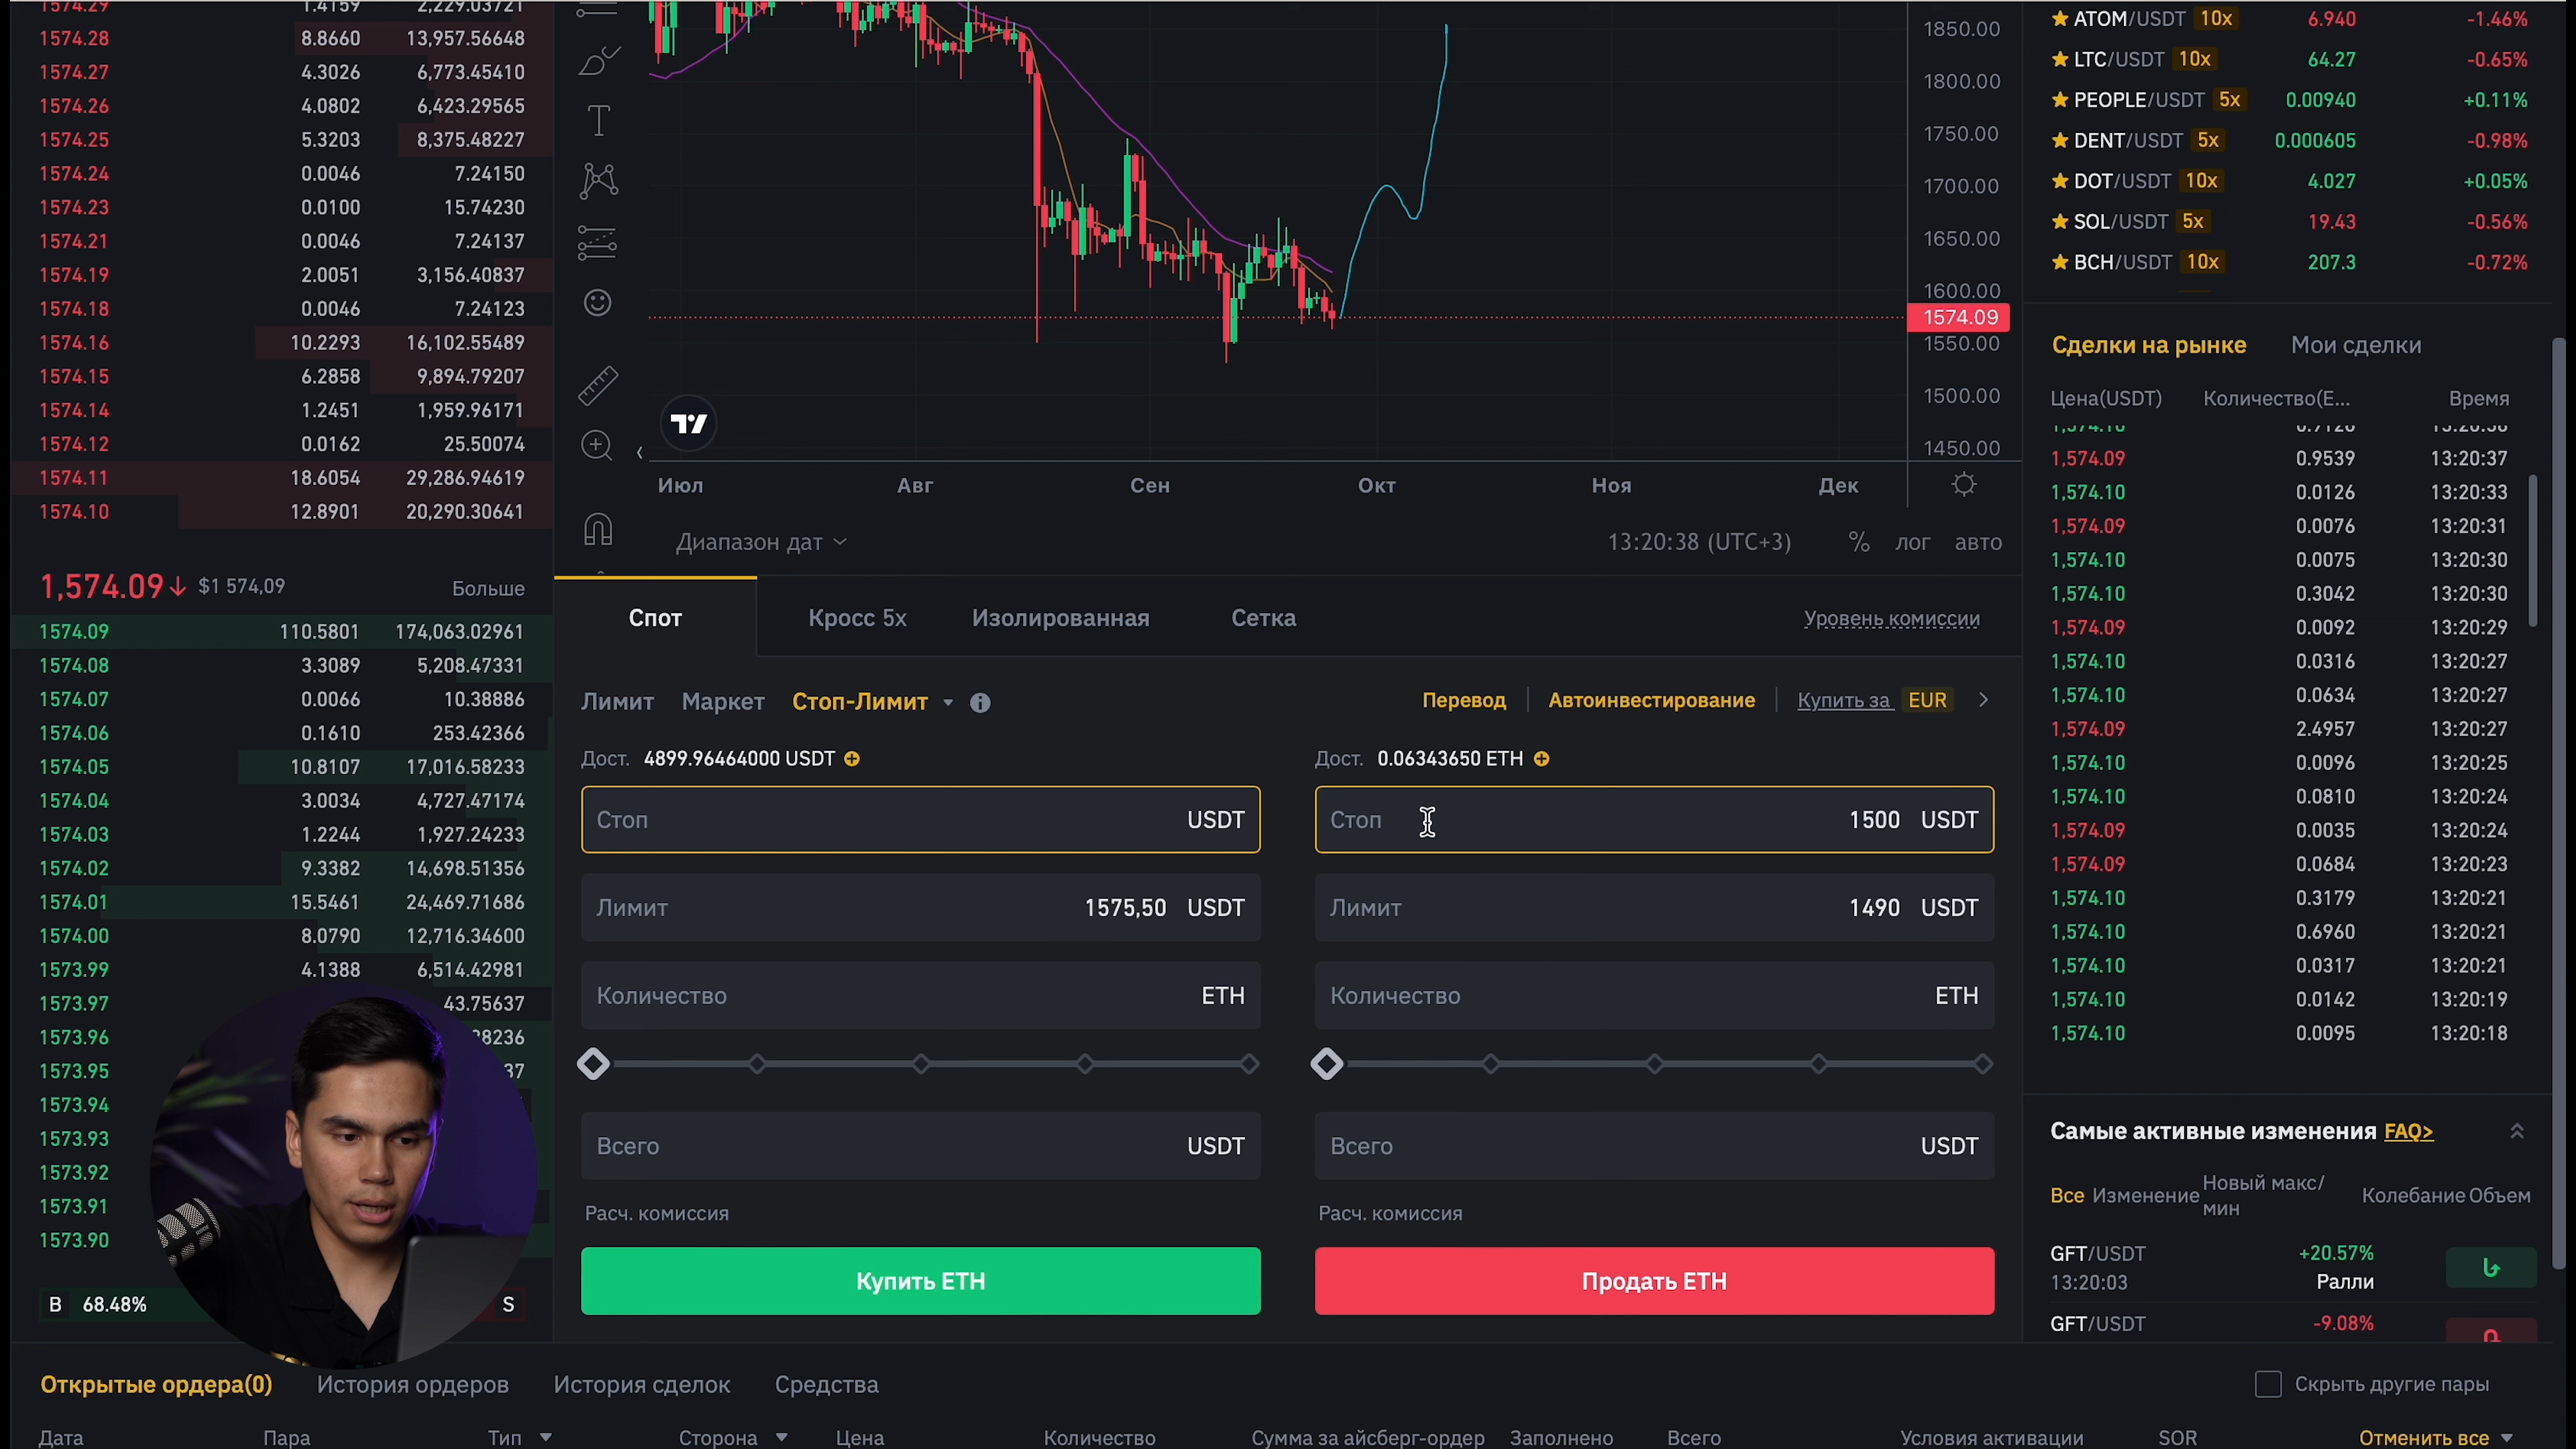 1574.29 1.4159 2,229.03721
1574.28 8.8660 13,957.56648
1574.27 4.3026 6,773.45410
1574.26 4.0802 6,423.29565
1574.25 5.3203 8,375.48227
1574.24 0.0046 7.24150
1574.23 0.0100 15.74230
1574.21 0.0046 7.24137
1574.19 2.0051 3,156.40837
1574.18 0.0046 7.24123
1574.16 10.2293 16,102.55489
1574.15 6.2858 9,894.79207
1574.14 1.2451 1,959.96171
1574.12 0.0162 25.50074
1574.11 18.6054 29,286.94619
1574.10 12.8901 20,290.30641
1,574.09↓ $1 574,09 Больше
1574.09 110.5801 174,063.02961
1574.08 3.3089 5,208.47331
1574.07 0.0066 10.38886
1574.06 0.1610 253.42366
1574.05 10.8107 17,016.58233
1574.04 3.0034 4,727.47174
1574.03 1.2244 1,927.24233
1574.02 9.3382 14,698.51356
1574.01 15.5461 24,469.71686
1574.00 8.0790 12,716.34600
1573.99 4.1388 6,514.42981
1573.97 43.75637
1573.96 8236
1573.95 37
1573.94
1573.93
1573.92
1573.91
1573.90
B 68.48% S
1850.00
1800.00
1750.00
1700.00
1650.00
1600.00
1574.09
1550.00
1500.00
1450.00
Июл Авг Сен Окт Ноя Дек
Диапазон дат 13:20:38 (UTC+3) % лог авто
Спот Кросс 5x Изолированная Сетка Уровень комиссии
Лимит Маркет Стоп-Лимит Перевод Автоинвестирование Купить за EUR
Дост. 4899.96464000 USDT
Стоп USDT
Лимит 1575,50 USDT
Количество ETH
Всего USDT
Расч. комиссия
Купить ETH
Дост. 0.06343650 ETH
Стоп 1500 USDT
Лимит 1490 USDT
Количество ETH
Всего USDT
Расч. комиссия
Продать ETH
ATOM/USDT 10x 6.940 -1.46%
LTC/USDT 10x 64.27 -0.65%
PEOPLE/USDT 5x 0.00940 +0.11%
DENT/USDT 5x 0.000605 -0.98%
DOT/USDT 10x 4.027 +0.05%
SOL/USDT 5x 19.43 -0.56%
BCH/USDT 10x 207.3 -0.72%
Сделки на рынке Мои сделки
Цена(USDT) Количество(E... Время
1,574.09 0.9539 13:20:37
1,574.10 0.0126 13:20:33
1,574.09 0.0076 13:20:31
1,574.10 0.0075 13:20:30
1,574.10 0.3042 13:20:30
1,574.09 0.0092 13:20:29
1,574.10 0.0316 13:20:27
1,574.10 0.0634 13:20:27
1,574.09 2.4957 13:20:27
1,574.10 0.0096 13:20:25
1,574.10 0.0810 13:20:24
1,574.09 0.0035 13:20:24
1,574.09 0.0684 13:20:23
1,574.10 0.3179 13:20:21
1,574.10 0.6960 13:20:21
1,574.10 0.0317 13:20:21
1,574.10 0.0142 13:20:19
1,574.10 0.0095 13:20:18
Самые активные изменения FAQ>
Все Изменение Новый макс/мин Колебание Объем
GFT/USDT +20.57%
13:20:03 Ралли
GFT/USDT -9.08%
Открытые ордера(0) История ордеров История сделок Средства Скрыть другие пары
Дата Пара Тип Сторона Цена Количество Сумма за айсберг-ордер Заполнено Всего Условия активации SOR Отменить все